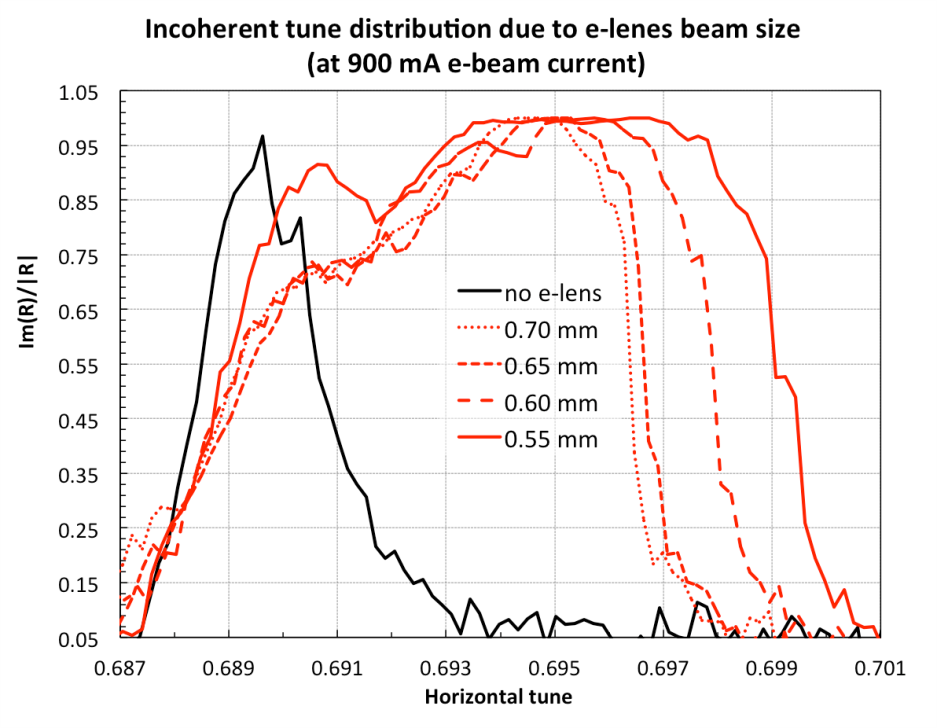 Incoherent tune distribution due to e-lenes beam size
(at 900 mA e-beam current)
1.05
0.95
0.85
0.75
0.65
0.55
0.45
0.35
0.25
0.15
0.05
Im(R)/|R|
no e-lens
0.70 mm
0.65 mm
0.60 mm
0.55 mm
0.687 0.689 0.691 0.693 0.695 0.697 0.699 0.701
Horizontal tune